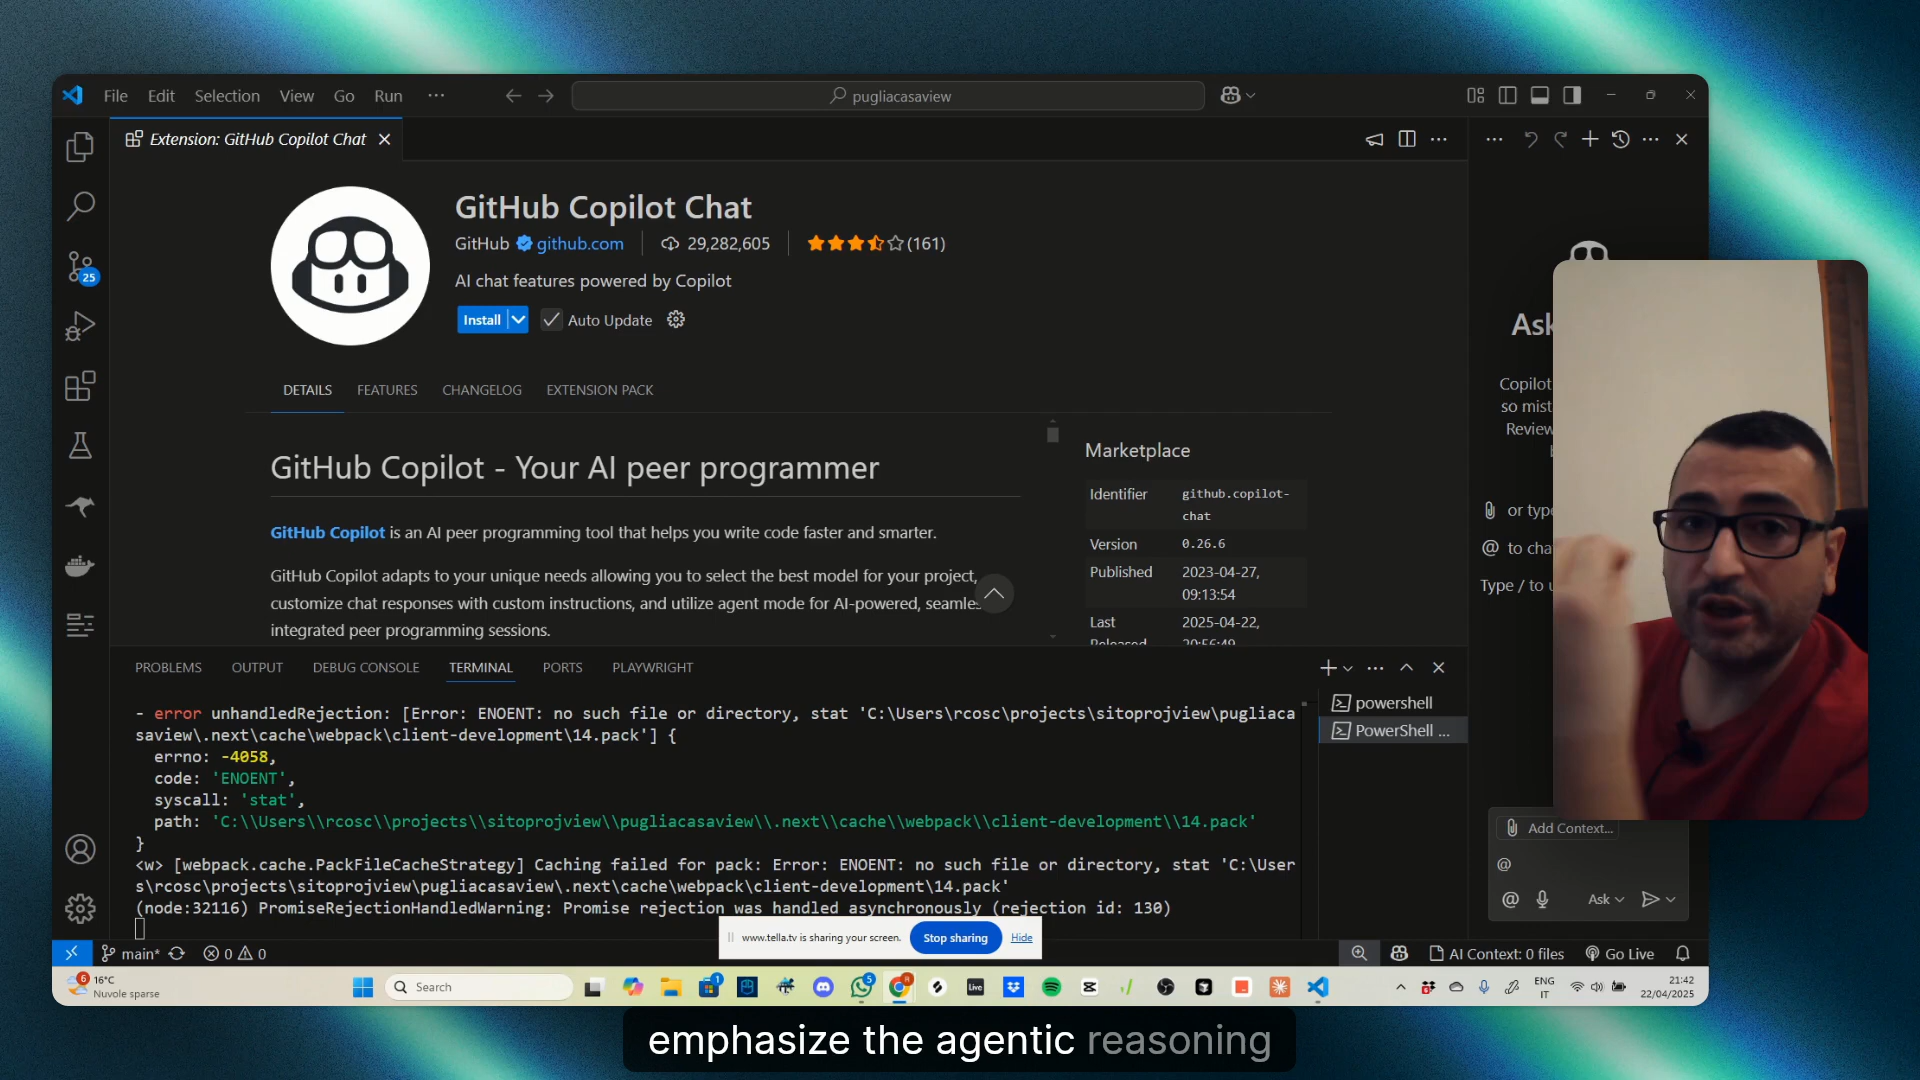 File Edit Selection View Go Run ···
pugliacasaview
Extension: GitHub Copilot Chat
GitHub Copilot Chat
GitHub github.com 29,282,605 (161)
AI chat features powered by Copilot
Install Auto Update
DETAILS FEATURES CHANGELOG EXTENSION PACK
GitHub Copilot - Your AI peer programmer
GitHub Copilot is an AI peer programming tool that helps you write code faster and smarter.
GitHub Copilot adapts to your unique needs allowing you to select the best model for your project,
customize chat responses with custom instructions, and utilize agent mode for AI-powered,
integrated peer programming sessions.
Marketplace
Identifier github.copilot-
chat
Version 0.26.6
Published 2023-04-27,
09:13:54
Last 2025-04-22,
Released 20:56:49
25
Ask
Copilot
so mist
Review
or type
@ to cha
Type / to u
Add Context...
@
@ Ask
PROBLEMS OUTPUT DEBUG CONSOLE TERMINAL PORTS PLAYWRIGHT
- error unhandledRejection: [Error: ENOENT: no such file or directory, stat 'C:\Users\rcosc\projects\sitoprojview\pugliaca
saview\.next\cache\webpack\client-development\14.pack'] {
errno: -4058,
code: 'ENOENT',
syscall: 'stat',
path: 'C:\\Users\\rcosc\\projects\\sitoprojview\\pugliacasaview\\.next\\cache\\webpack\\client-development\\14.pack'
}
<w> [webpack.cache.PackFileCacheStrategy] Caching failed for pack: Error: ENOENT: no such file or directory, stat 'C:\User
s\rcosc\projects\sitoprojview\pugliacasaview\.next\cache\webpack\client-development\14.pack'
(node:32116) PromiseRejectionHandledWarning: Promise rejection was handled asynchronously (rejection id: 130)
powershell
PowerShell ...
www.tella.tv is sharing your screen. Stop sharing Hide
main* 0 0
AI Context: 0 files Go Live
6 16°C
Nuvole sparse
Search
1
5
Live
ENG
IT
21:42
22/04/2025
emphasize the agentic reasoning